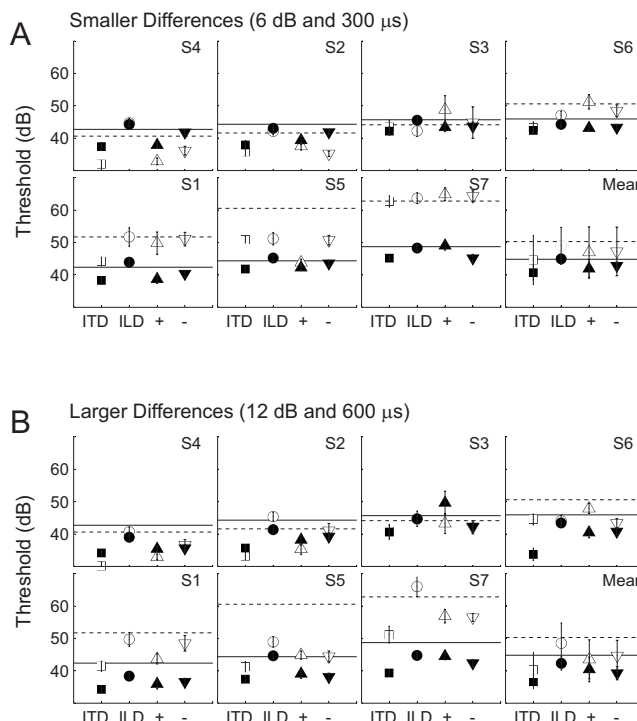 A
Smaller Differences (6 dB and 300 μs)
S4 S2 S3 S6
60
50
40
S1 S5 S7 Mean
60
50
40
Threshold (dB)
ITD ILD + - ITD ILD + - ITD ILD + - ITD ILD + -
B
Larger Differences (12 dB and 600 μs)
S4 S2 S3 S6
60
50
40
S1 S5 S7 Mean
60
50
40
Threshold (dB)
ITD ILD + - ITD ILD + - ITD ILD + - ITD ILD + -